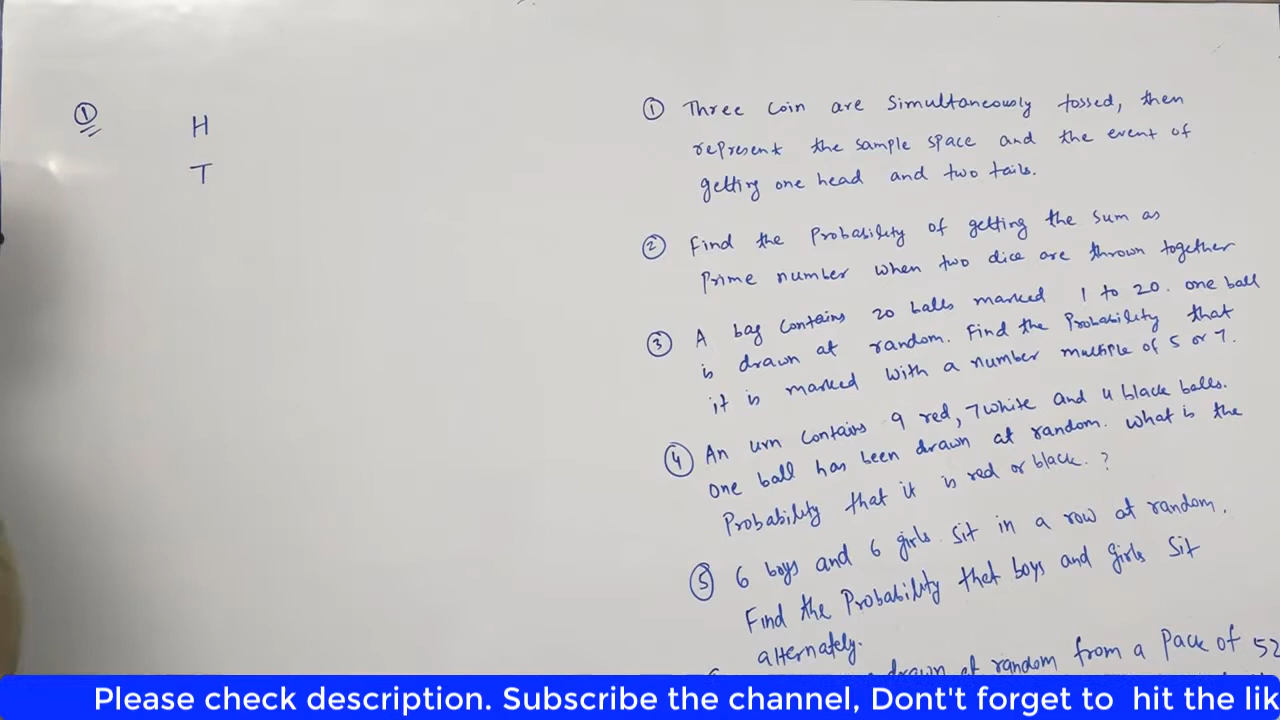 ① H
T
① Three coin are simultaneously tossed, then
represent the sample space and the event of
getting one head and two tails.
② Find the Probability of getting the sum as
Prime number when two dice are thrown together
③ A bag contains 20 balls marked 1 to 20. one ball
is drawn at random. Find the Probability that
it is marked with a number multiple of 5 or 7.
④ An urn contains 9 red, 7 white and 4 black balls.
one ball has been drawn at random. what is the
Probability that it is red or black.?
⑤ 6 boys and 6 girls. Sit in a row at random.
Find the Probability that boys and girls Sit
alternately.
drawn at random from a Pack of 52
Please check description. Subscribe the channel, Dont't forget to hit the lik